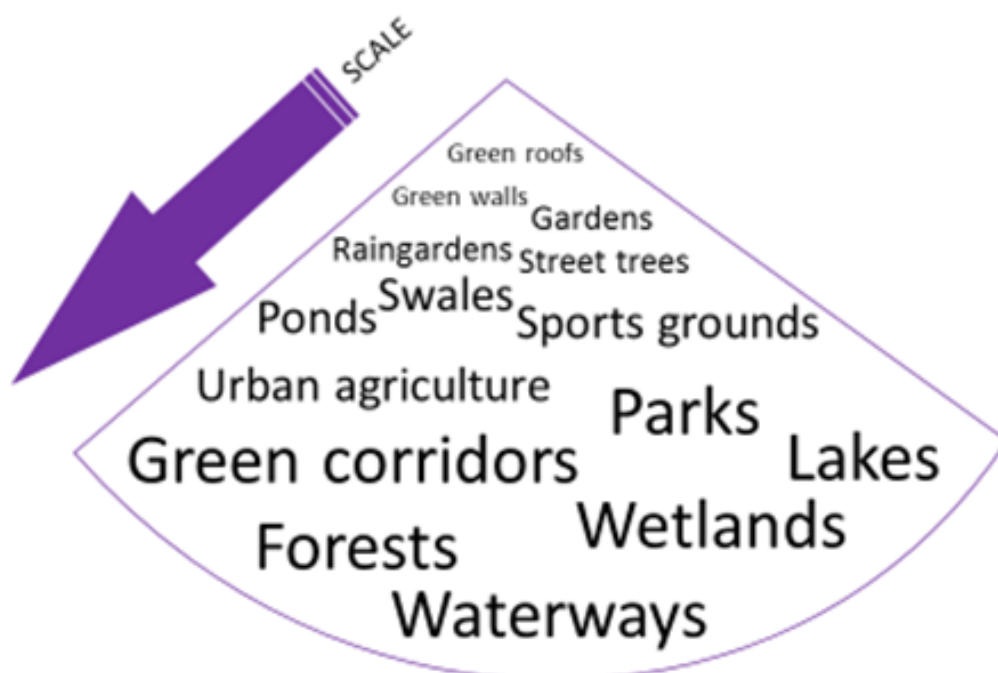 SCALE
Green roofs
Green walls
Gardens
Raingardens
Street trees
Swales
Ponds
Sports grounds
Urban agriculture
Parks
Green corridors
Lakes
Wetlands
Forests
Waterways